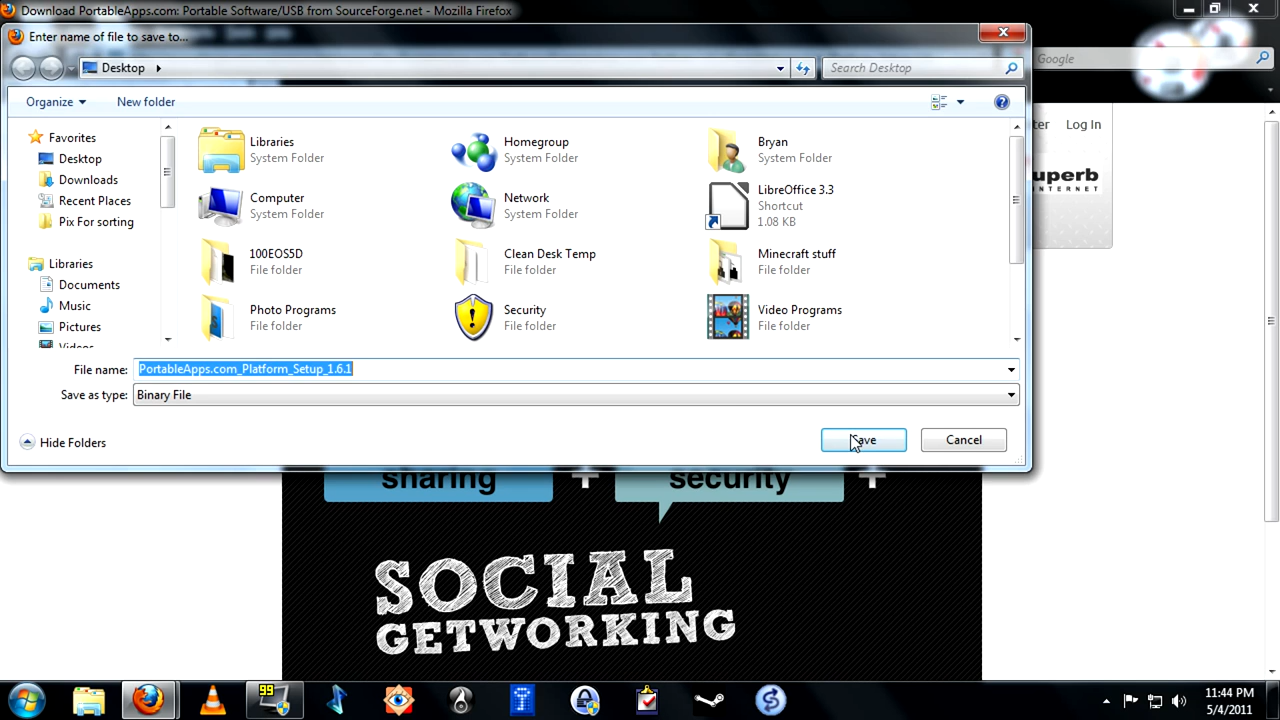 Download PortableApps.com: Portable Software/USB from SourceForge.net - Mozilla Firefox
Enter name of file to save to...
Desktop
Search Desktop
Google
Organize
New folder
Log In
Favorites
Desktop
Downloads
Recent Places
Pix For sorting
Libraries
Documents
Music
Pictures
Videos
Libraries
System Folder
Homegroup
System Folder
Bryan
System Folder
Computer
System Folder
Network
System Folder
LibreOffice 3.3
Shortcut
1.08 KB
100EOS5D
File folder
Clean Desk Temp
File folder
Minecraft stuff
File folder
Photo Programs
File folder
Security
File folder
Video Programs
File folder
uperb
INTERNET
File name:
PortableApps.com_Platform_Setup_1.6.1
Save as type:
Binary File
Hide Folders
Save
Cancel
sharing + security +
SOCIAL
GETWORKING
99
11:44 PM
5/4/2011